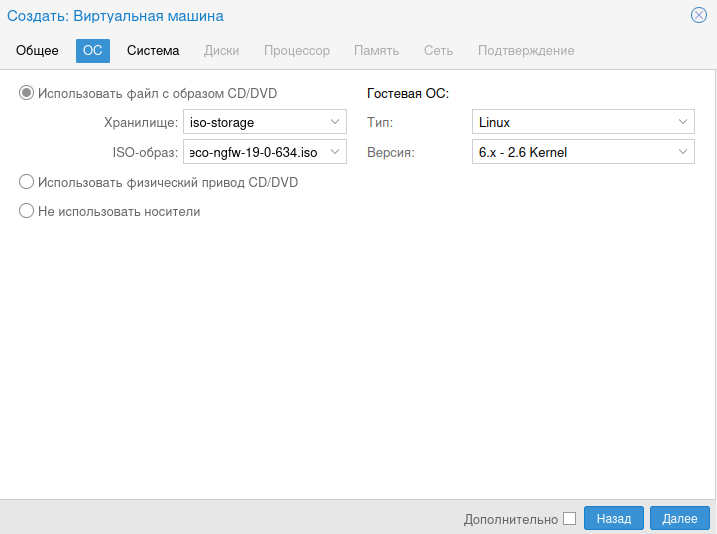 Создать: Виртуальная машина
Общее ОС Система Диски Процессор Память Сеть Подтверждение
Использовать файл с образом CD/DVD Гостевая ОС:
Хранилище: iso-storage Тип: Linux
ISO-образ: eco-ngfw-19-0-634.iso Версия: 6.x - 2.6 Kernel
Использовать физический привод CD/DVD
Не использовать носители
Дополнительно Назад Далее